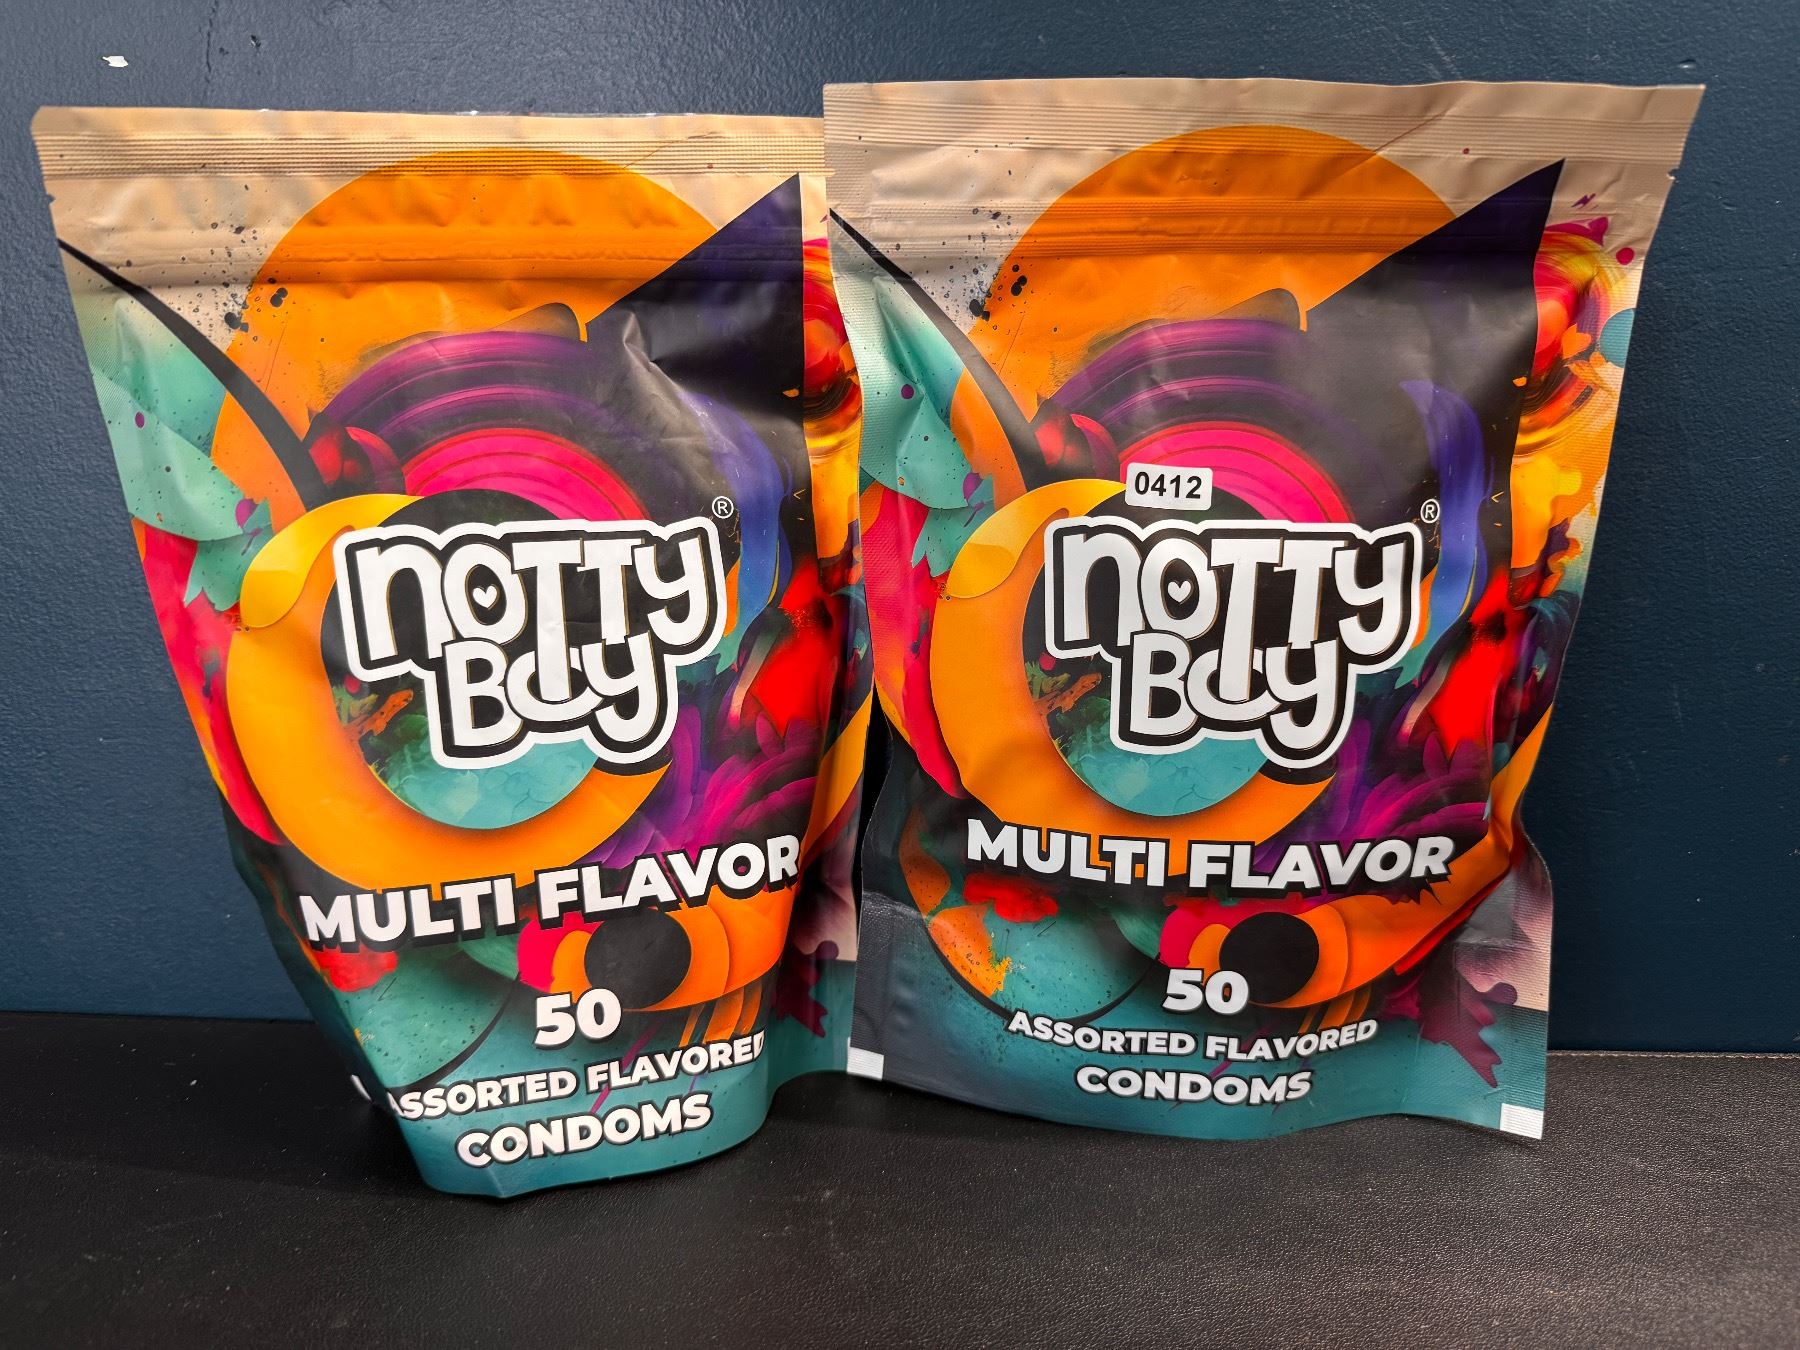 NOTTY
BOY
®
MULTI FLAVOR
50
ASSORTED FLAVORED
CONDOMS
0412
NOTTY
BOY
®
MULTI FLAVOR
50
ASSORTED FLAVORED
CONDOMS